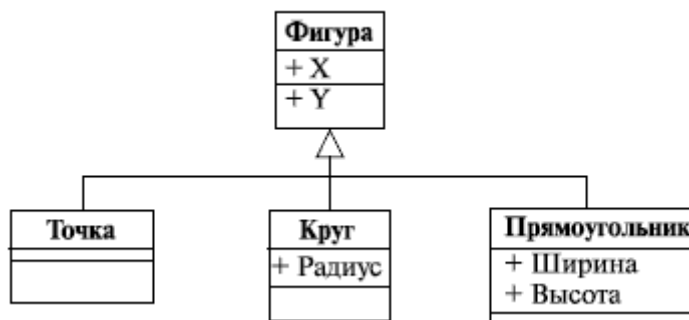 Фигура
+ X
+ Y
Точка
Круг
+ Радиус
Прямоугольник
+ Ширина
+ Высота